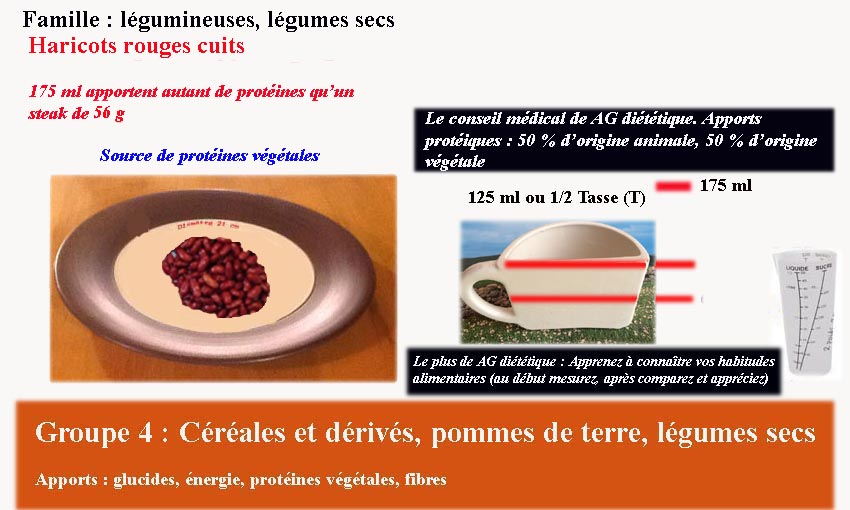 Famille : légumineuses, légumes secs
Haricots rouges cuits
175 ml apportent autant de protéines qu’un
steak de 56 g
Source de protéines végétales
Diamètre 21 cm
Le conseil médical de AG diététique. Apports
protéiques : 50 % d’origine animale, 50 % d’origine
végétale
125 ml ou 1/2 Tasse (T)
175 ml
LIQUIDE SUCRE
Le plus de AG diététique : Apprenez à connaître vos habitudes
alimentaires (au début mesurez, après comparez et appréciez)
Groupe 4 : Céréales et dérivés, pommes de terre, légumes secs
Apports : glucides, énergie, protéines végétales, fibres